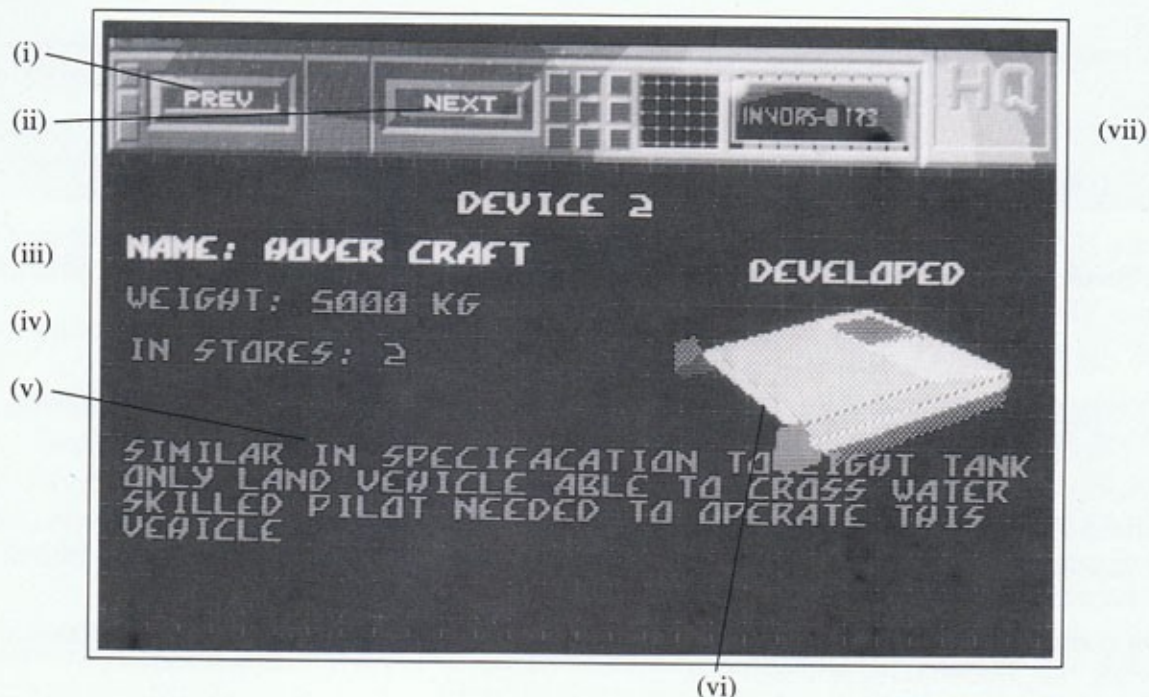 (i)
PREV
NEXT
HQ
(ii)
(vii)
DEVICE 2
(iii)
NAME: HOVER CRAFT
DEVELOPED
WEIGHT: 5000 KG
(iv)
IN STORES: 2
(v)
SIMILAR IN SPECIFACATION TO LIGHT TANK
ONLY LAND VEHICLE ABLE TO CROSS WATER
SKILLED PILOT NEEDED TO OPERATE THIS
VEHICLE
(vi)